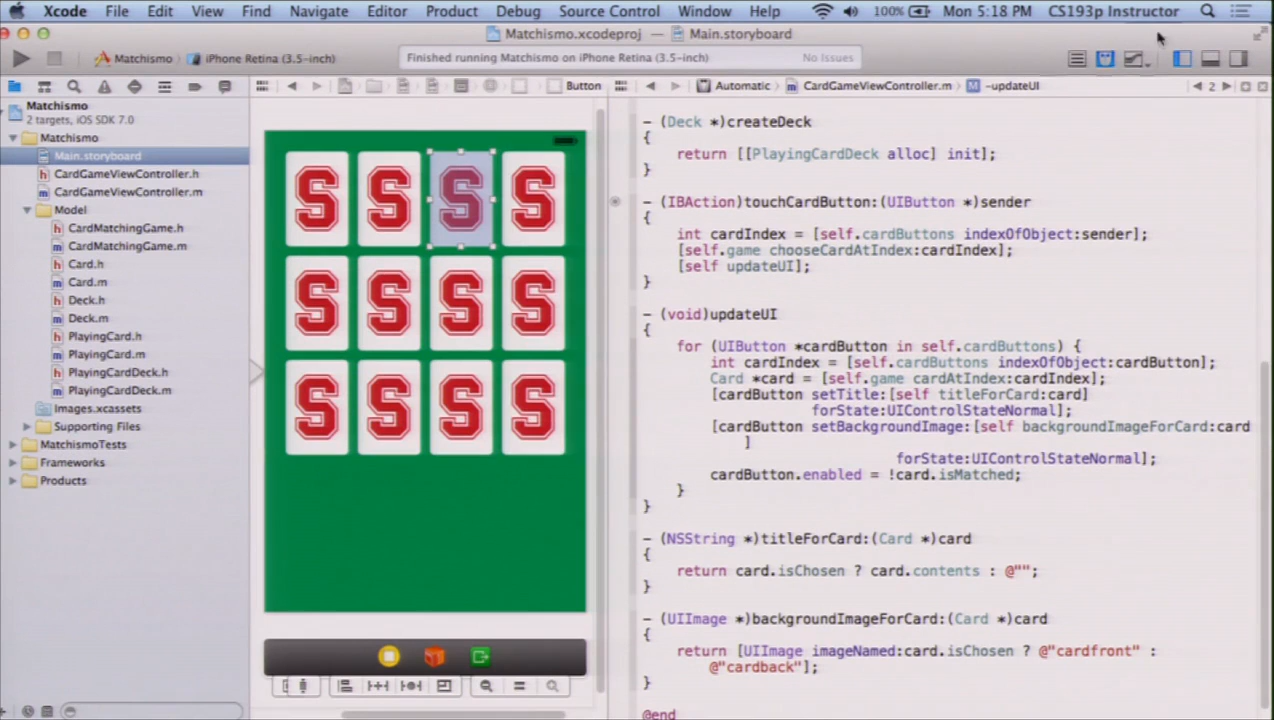 Xcode File Edit View Find Navigate Editor Product Debug Source Control Window Help 100% Mon 5:18 PM CS193p Instructor
Matchismo.xcodeproj — Main.storyboard
Matchismo iPhone Retina (3.5-inch) Finished running Matchismo on iPhone Retina (3.5-inch) No Issues
Button Automatic CardGameViewController.m M -updateUI 2
Matchismo
2 targets, iOS SDK 7.0
Matchismo
Main.storyboard
h CardGameViewController.h
m CardGameViewController.m
Model
h CardMatchingGame.h
m CardMatchingGame.m
h Card.h
m Card.m
h Deck.h
m Deck.m
h PlayingCard.h
m PlayingCard.m
h PlayingCardDeck.h
m PlayingCardDeck.m
Images.xcassets
Supporting Files
MatchismoTests
Frameworks
Products
S S S S
S S S S
S S S S
- (Deck *)createDeck
{
return [[PlayingCardDeck alloc] init];
}
- (IBAction)touchCardButton:(UIButton *)sender
{
int cardIndex = [self.cardButtons indexOfObject:sender];
[self.game chooseCardAtIndex:cardIndex];
[self updateUI];
}
- (void)updateUI
{
for (UIButton *cardButton in self.cardButtons) {
int cardIndex = [self.cardButtons indexOfObject:cardButton];
Card *card = [self.game cardAtIndex:cardIndex];
[cardButton setTitle:[self titleForCard:card]
forState:UIControlStateNormal];
[cardButton setBackgroundImage:[self backgroundImageForCard:card
]
forState:UIControlStateNormal];
cardButton.enabled = !card.isMatched;
}
}
- (NSString *)titleForCard:(Card *)card
{
return card.isChosen ? card.contents : @"";
}
- (UIImage *)backgroundImageForCard:(Card *)card
{
return [UIImage imageNamed:card.isChosen ? @"cardfront" :
@"cardback"];
}
@end